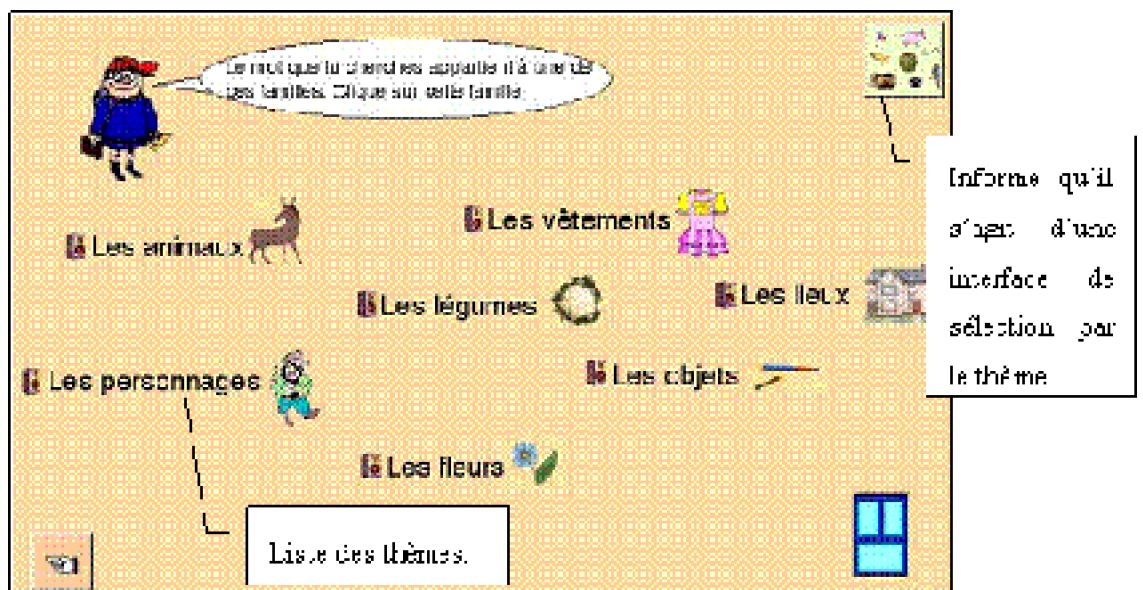 Le mot que tu cherches appartient à une de
ces familles. Clique sur cette famille.
Informe qu'il
s'agit d'une
interface de
sélection par
le thème
Les vêtements
Les animaux
Les légumes
Les lieux
Les personnages
Les objets
Les fleurs
Liste des thèmes.